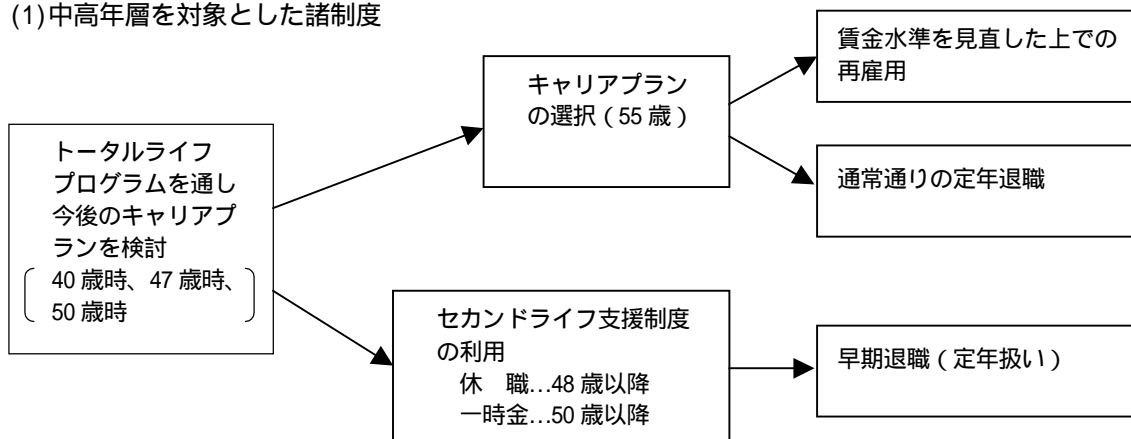 (1)中高年層を対象とした諸制度
トータルライフ
プログラムを通し
今後のキャリアプ
ランを検討
40 歳時、47 歳時、
50 歳時
キャリアプラン
の選択(55 歳)
賃金水準を見直した上での
再雇用
通常通りの定年退職
セカンドライフ支援制度
の利用
休 職…48 歳以降
一時金…50 歳以降
早期退職(定年扱い)